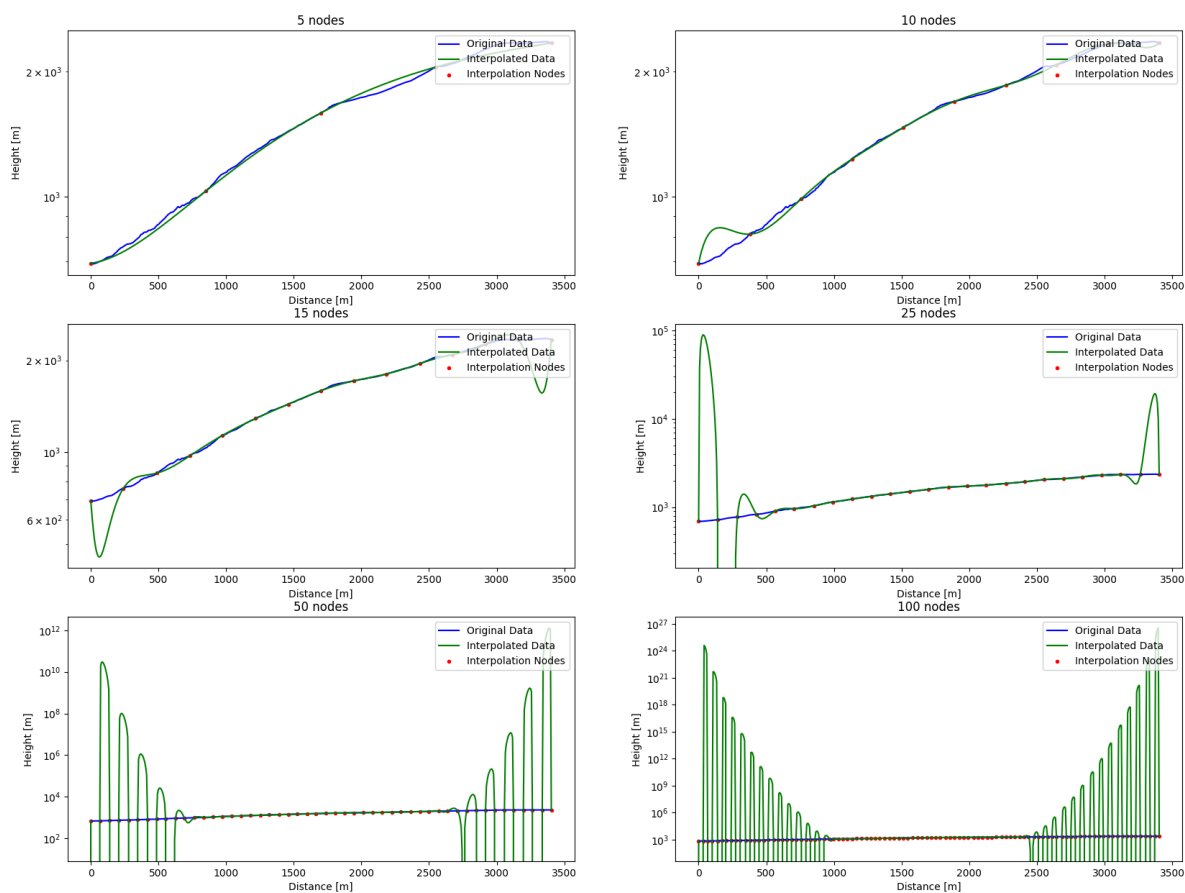 5 nodes
Height [m]
2 × 10³
10³
Original Data
Interpolated Data
Interpolation Nodes
0 500 1000 1500 2000 2500 3000 3500
Distance [m]
10 nodes
Height [m]
2 × 10³
10³
Original Data
Interpolated Data
Interpolation Nodes
0 500 1000 1500 2000 2500 3000 3500
Distance [m]
15 nodes
Height [m]
2 × 10³
10³
6 × 10²
Original Data
Interpolated Data
Interpolation Nodes
0 500 1000 1500 2000 2500 3000 3500
Distance [m]
25 nodes
Height [m]
10⁵
10⁴
10³
Original Data
Interpolated Data
Interpolation Nodes
0 500 1000 1500 2000 2500 3000 3500
Distance [m]
50 nodes
Height [m]
10¹²
10¹⁰
10⁸
10⁶
10⁴
10²
Original Data
Interpolated Data
Interpolation Nodes
0 500 1000 1500 2000 2500 3000 3500
Distance [m]
100 nodes
Height [m]
10²⁷
10²⁴
10²¹
10¹⁸
10¹⁵
10¹²
10⁹
10⁶
10³
Original Data
Interpolated Data
Interpolation Nodes
0 500 1000 1500 2000 2500 3000 3500
Distance [m]